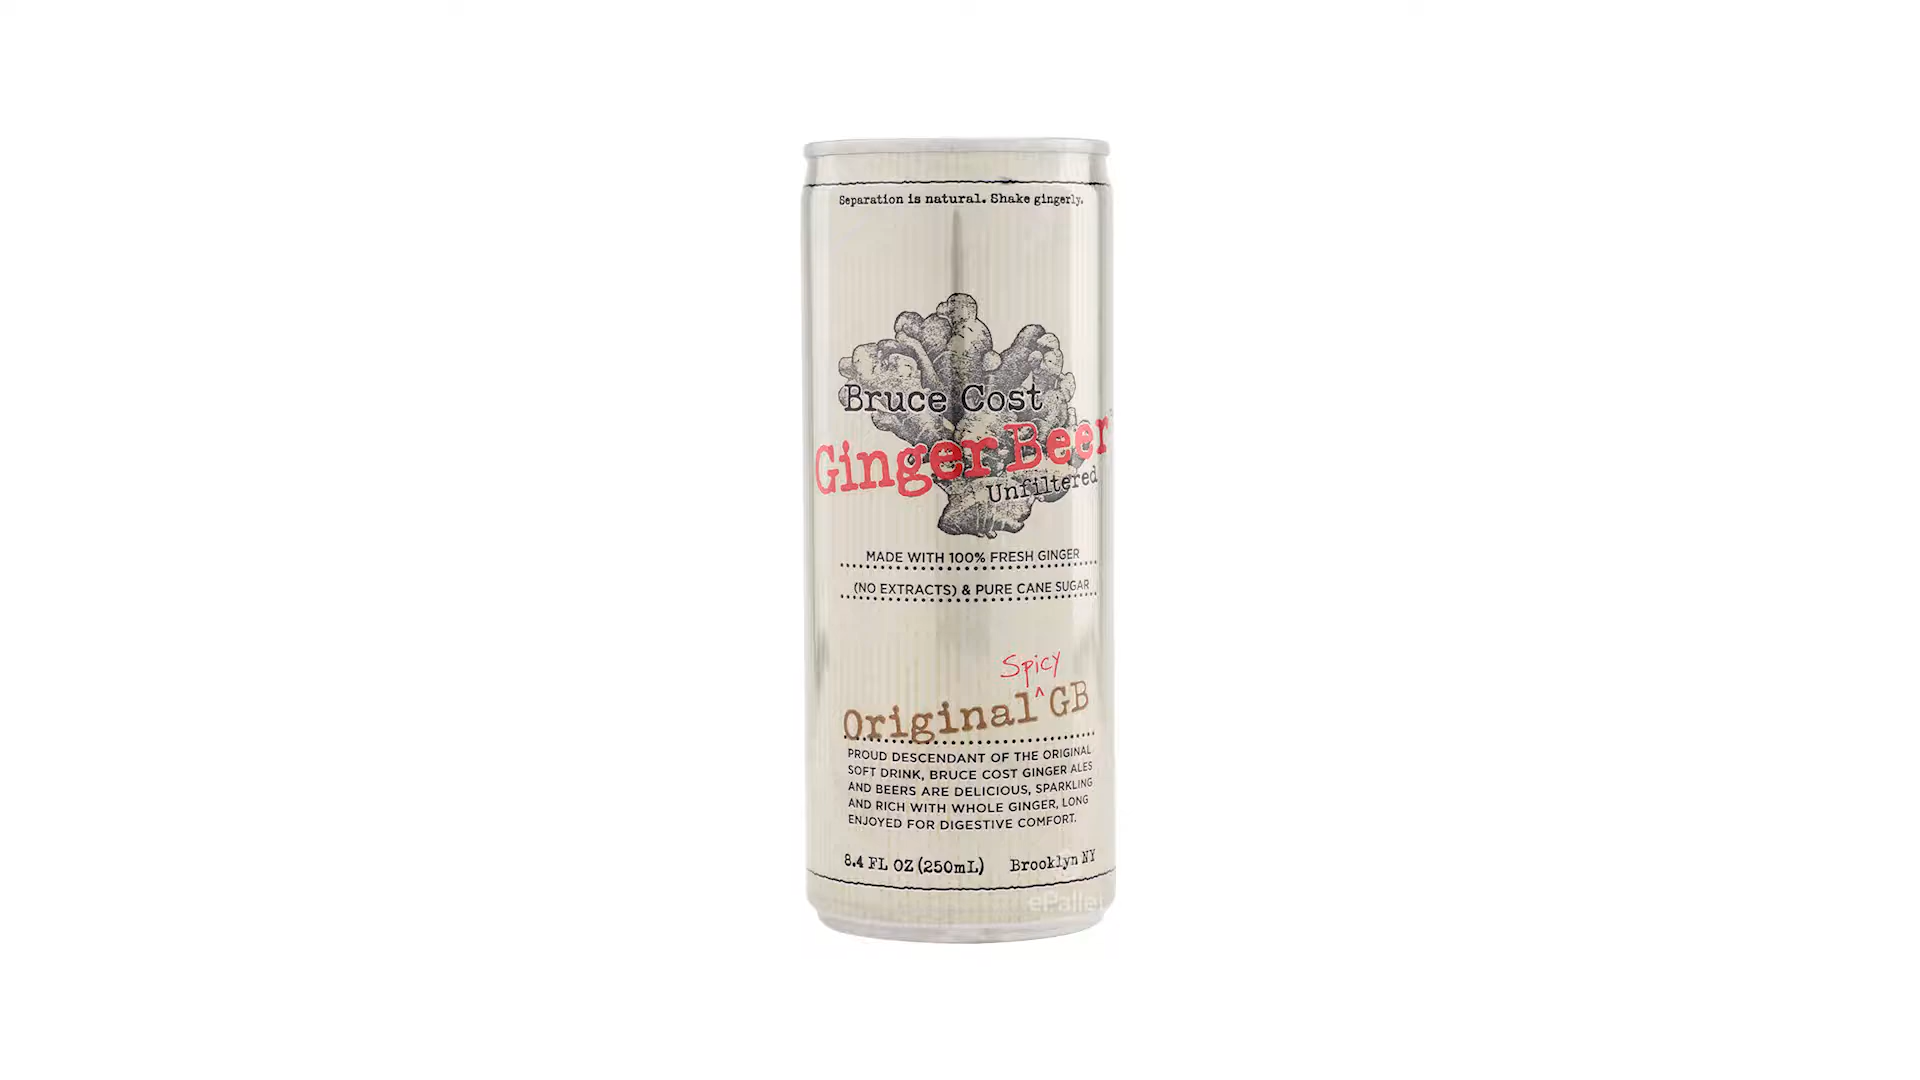 Separation is natural. Shake gingerly.
Bruce Cost
Ginger Beer
Unfiltered
MADE WITH 100% FRESH GINGER
(NO EXTRACTS) & PURE CANE SUGAR
Spicy
Original ^ GB
PROUD DESCENDANT OF THE ORIGINAL
SOFT DRINK, BRUCE COST GINGER ALES
AND BEERS ARE DELICIOUS, SPARKLING
AND RICH WITH WHOLE GINGER, LONG
ENJOYED FOR DIGESTIVE COMFORT.
8.4 FL OZ (250mL) Brooklyn NY
ePallet